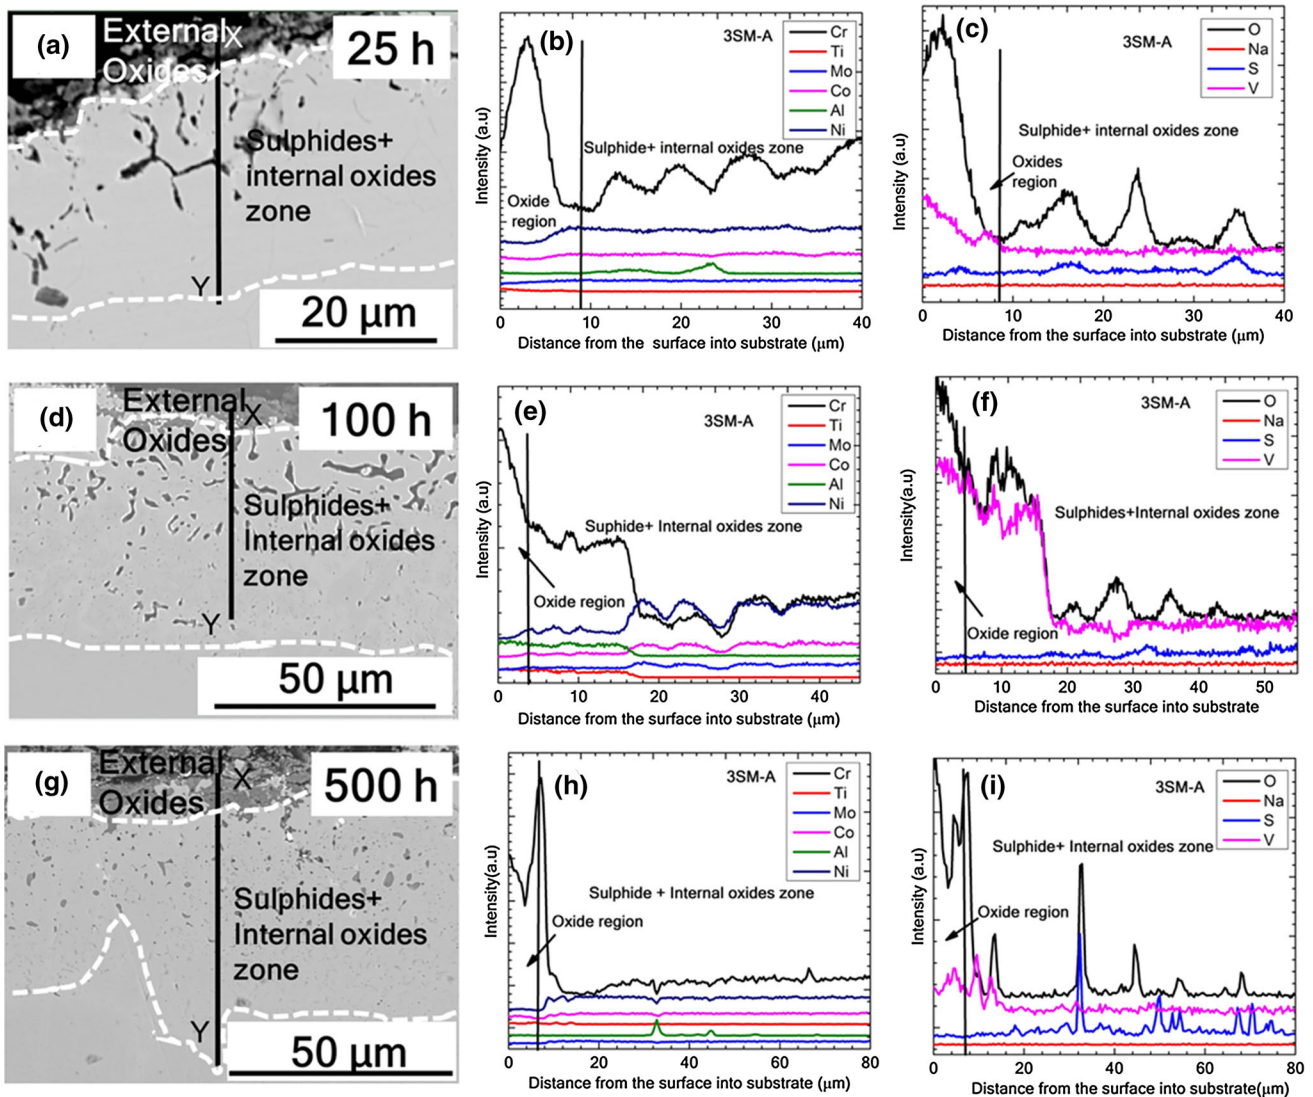 (a)
External
X
Oxides
25 h
Sulphides+
internal oxides
zone
Y
20 μm
(b)
3SM-A
Cr
Ti
Mo
Co
Al
Ni
Intensity (a.u)
Sulphide+ internal oxides zone
Oxide
region
0 10 20 30 40
Distance from the surface into substrate (μm)
(c)
3SM-A
O
Na
S
V
Intensity (a.u)
Sulphide+ internal oxides zone
Oxides
region
0 10 20 30 40
Distance from the surface into substrate (μm)
(d)
External
X
Oxides
100 h
Sulphides+
Internal oxides
zone
Y
50 μm
(e)
3SM-A
Cr
Ti
Mo
Co
Al
Ni
Intensity (a.u)
Suphide+ Internal oxides zone
Oxide region
0 10 20 30 40
Distance from the surface into substrate (μm)
(f)
3SM-A
O
Na
S
V
Intensity(a.u)
Sulphides+Internal oxides zone
Oxide region
0 10 20 30 40 50
Distance from the surface into substrate
(g)
External
X
Oxides
500 h
Sulphides+
Internal oxides
zone
Y
50 μm
(h)
3SM-A
Cr
Ti
Mo
Co
Al
Ni
Intensity(a.u)
Sulphide + Internal oxides zone
Oxide region
0 20 40 60 80
Distance from the surface into substrate (μm)
(i)
3SM-A
O
Na
S
V
Intensity(a.u)
Sulphide+ Internal oxides zone
Oxide region
0 20 40 60 80
Distance from the surface into substrate(μm)